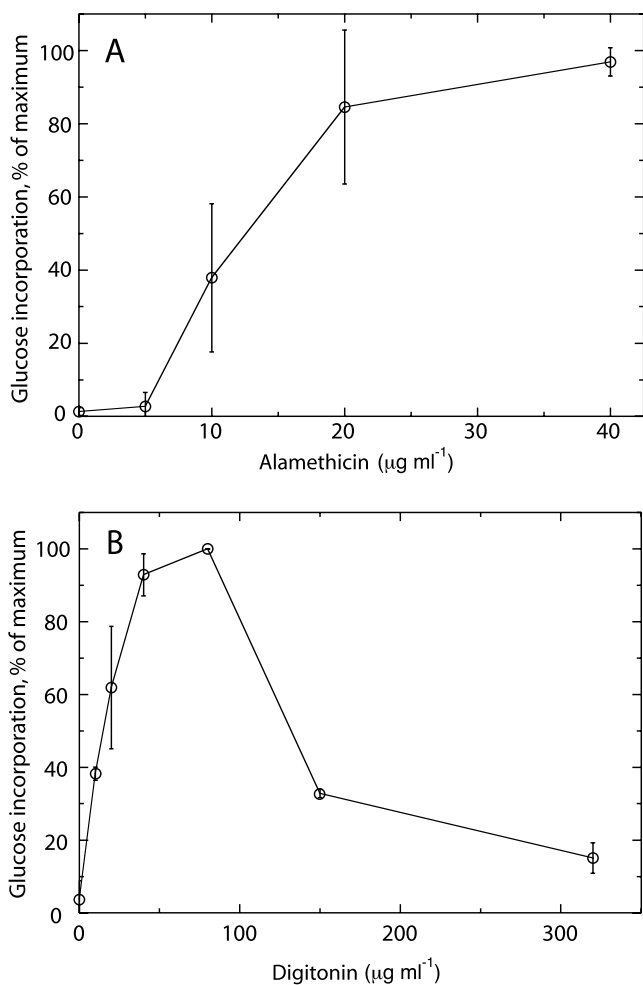 A
Glucose incorporation, % of maximum
100
80
60
40
20
0
0 10 20 30 40
Alamethicin (μg ml⁻¹)
B
Glucose incorporation, % of maximum
100
80
60
40
20
0
0 100 200 300
Digitonin (μg ml⁻¹)